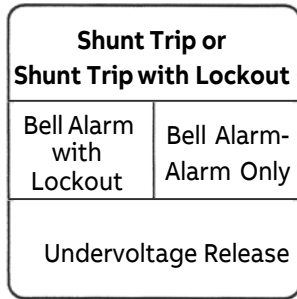 Shunt Trip or
Shunt Trip with Lockout
Bell Alarm
with
Lockout
Bell Alarm-
Alarm Only
Undervoltage Release